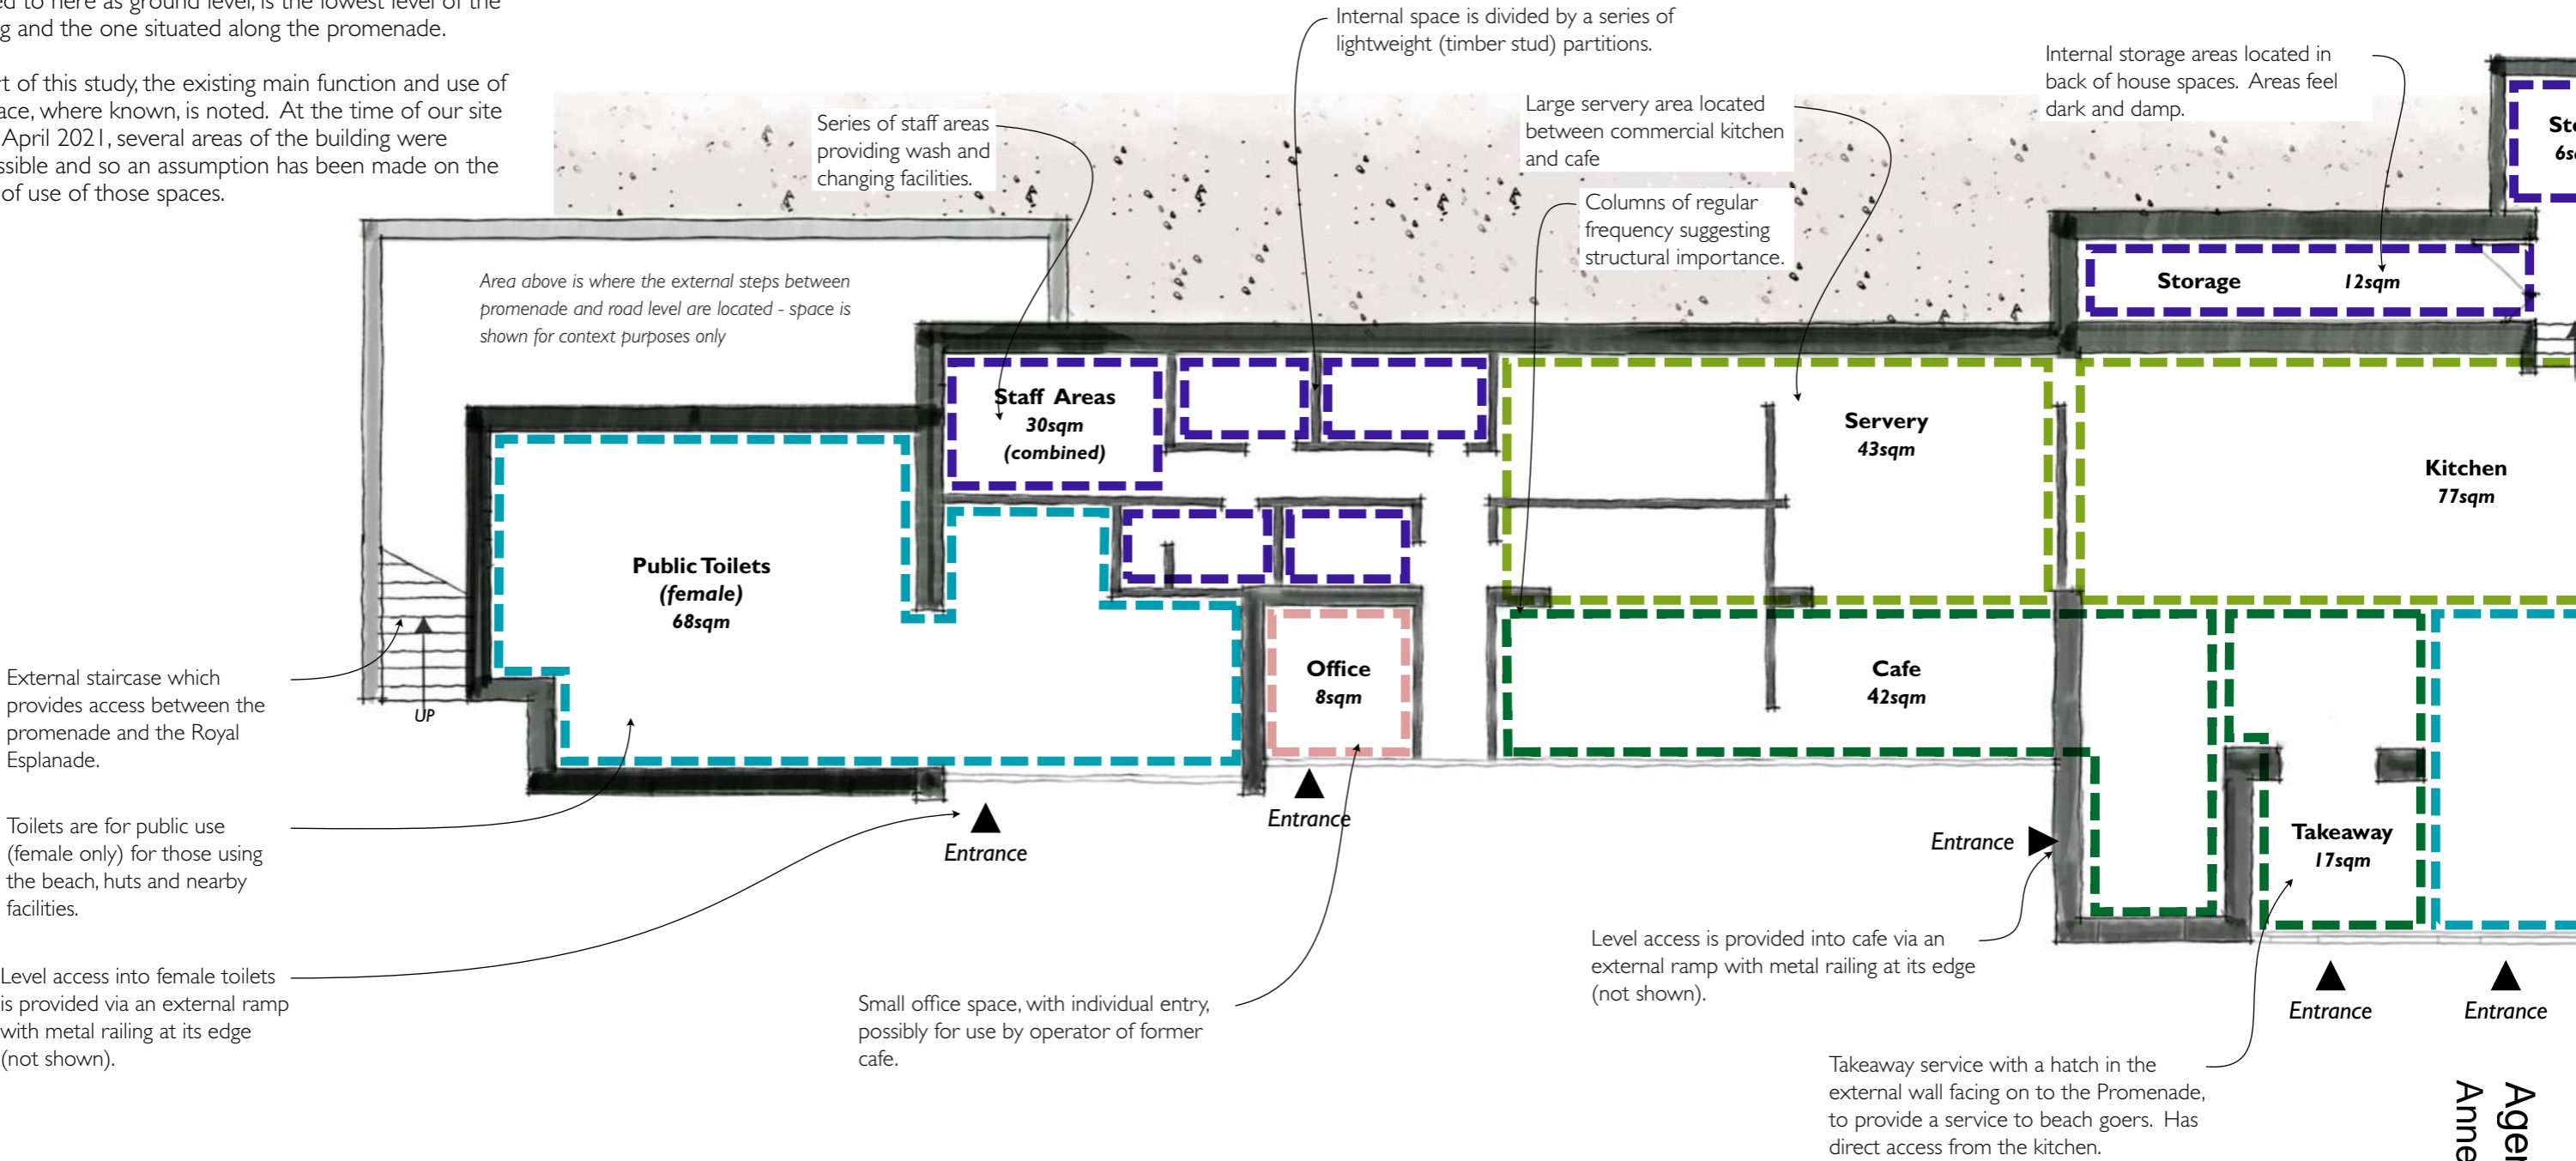 ed to here as ground level, is the lowest level of the
g and the one situated along the promenade.
rt of this study, the existing main function and use of
ace, where known, is noted. At the time of our site
April 2021, several areas of the building were
ssible and so an assumption has been made on the
of use of those spaces.
Internal space is divided by a series of
lightweight (timber stud) partitions.
Internal storage areas located in
back of house spaces. Areas feel
dark and damp.
Series of staff areas
providing wash and
changing facilities.
Large servery area located
between commercial kitchen
and cafe
Columns of regular
frequency suggesting
structural importance.
Sto
6s
Area above is where the external steps between
promenade and road level are located - space is
shown for context purposes only
Storage 12sqm
Staff Areas
30sqm
(combined)
Servery
43sqm
Kitchen
77sqm
Public Toilets
(female)
68sqm
Office
8sqm
Cafe
42sqm
Takeaway
17sqm
UP
External staircase which
provides access between the
promenade and the Royal
Esplanade.
Toilets are for public use
(female only) for those using
the beach, huts and nearby
facilities.
Level access into female toilets
is provided via an external ramp
with metal railing at its edge
(not shown).
Entrance
Entrance
Entrance
Entrance
Entrance
Small office space, with individual entry,
possibly for use by operator of former
cafe.
Level access is provided into cafe via an
external ramp with metal railing at its edge
(not shown).
Takeaway service with a hatch in the
external wall facing on to the Promenade,
to provide a service to beach goers. Has
direct access from the kitchen.
Agen
Anne